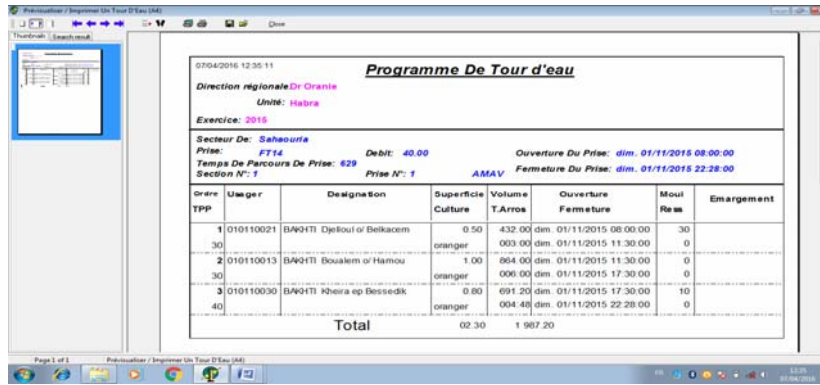 Prévisualiser / Imprimer Un Tour D'Eau (A4)
Close
Thumbnails Search result
07/04/2016 12:35:11
Programme De Tour d'eau
Direction régionale: Dr Oranie
Unité: Habra
Exercice: 2015
Secteur De: Sahaouria
Prise: FT14 Debit: 40.00 Ouverture Du Prise: dim. 01/11/2015 08:00:00
Temps De Parcours De Prise: 629 Fermeture Du Prise: dim. 01/11/2015 22:28:00
Section N°: 1 Prise N°: 1 AMAV
Ordre Usager Designation Superficie Volume Ouverture Moui Emargement
TPP Culture T.Arros Fermeture Ress
1 010110021 BAKHTI Djelloul o/ Belkacem 0.50 432.00 dim. 01/11/2015 08:00:00 30
30 oranger 003:00 dim. 01/11/2015 11:30:00 0
2 010110013 BAKHTI Boualem o/ Hamou 1.00 864.00 dim. 01/11/2015 11:30:00 0
30 oranger 006:00 dim. 01/11/2015 17:30:00 0
3 010110030 BAKHTI Kheira ep Bessedik 0.80 691.20 dim. 01/11/2015 17:30:00 10
40 oranger 004:48 dim. 01/11/2015 22:28:00 0
Total 02.30 1 987.20
Page 1 of 1 Prévisualiser / Imprimer Un Tour D'Eau (A4)
FR 12:35
07/04/2016